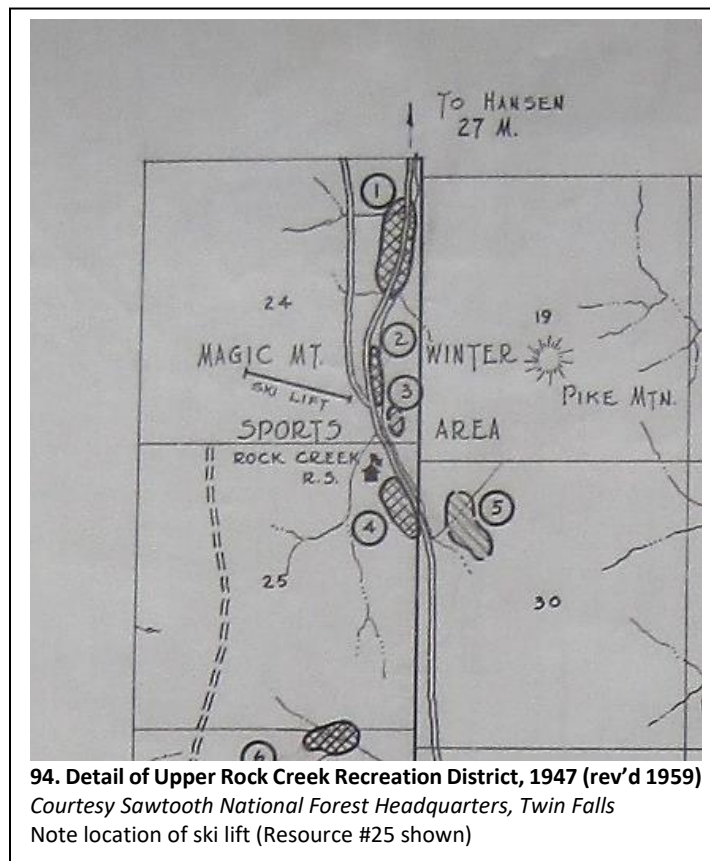 TO HANSEN
27 M.
1
24
19
2
MAGIC MT.
WINTER
SKI LIFT
3
PIKE MTN.
SPORTS
AREA
ROCK CREEK
R.S.
4
5
25
30
6
94. Detail of Upper Rock Creek Recreation District, 1947 (rev’d 1959)
Courtesy Sawtooth National Forest Headquarters, Twin Falls
Note location of ski lift (Resource #25 shown)